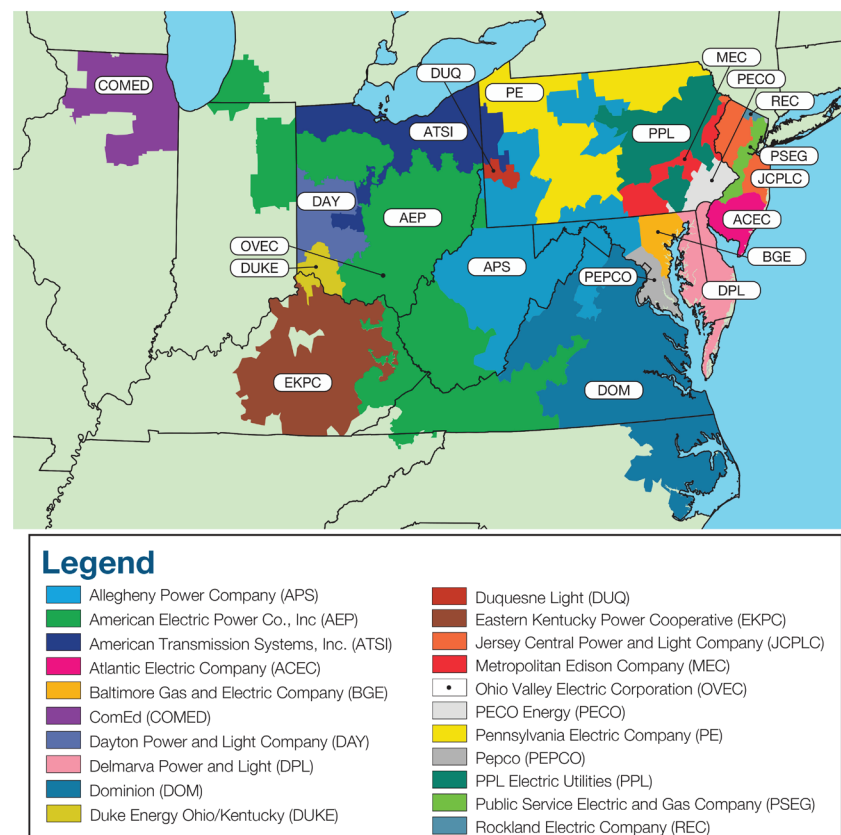 COMED
DUQ
PE
MEC
PECO
REC
ATSI
PPL
PSEG
JCPLC
DAY
AEP
ACEC
OVEC
DUKE
APS
PEPCO
BGE
DPL
EKPC
DOM
Legend
Allegheny Power Company (APS)
American Electric Power Co., Inc (AEP)
American Transmission Systems, Inc. (ATSI)
Atlantic Electric Company (ACEC)
Baltimore Gas and Electric Company (BGE)
ComEd (COMED)
Dayton Power and Light Company (DAY)
Delmarva Power and Light (DPL)
Dominion (DOM)
Duke Energy Ohio/Kentucky (DUKE)
Duquesne Light (DUQ)
Eastern Kentucky Power Cooperative (EKPC)
Jersey Central Power and Light Company (JCPLC)
Metropolitan Edison Company (MEC)
Ohio Valley Electric Corporation (OVEC)
PECO Energy (PECO)
Pennsylvania Electric Company (PE)
Pepco (PEPCO)
PPL Electric Utilities (PPL)
Public Service Electric and Gas Company (PSEG)
Rockland Electric Company (REC)